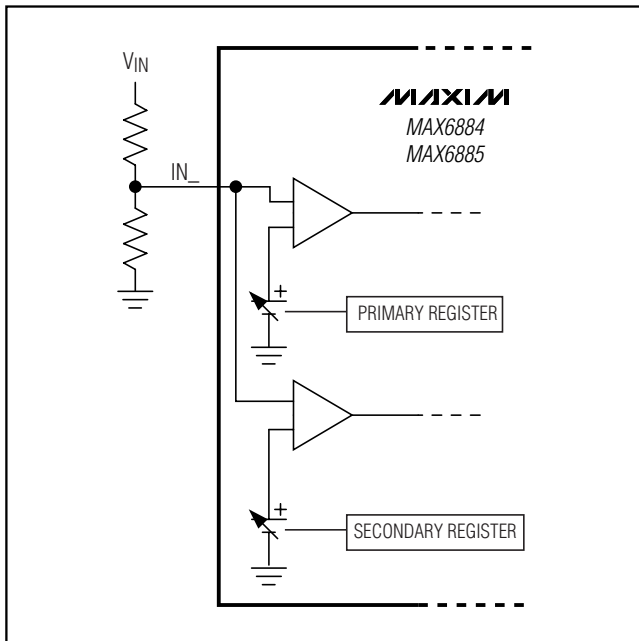 VIN
MAXIM
MAX6884
MAX6885
IN_
+
PRIMARY REGISTER
+
SECONDARY REGISTER